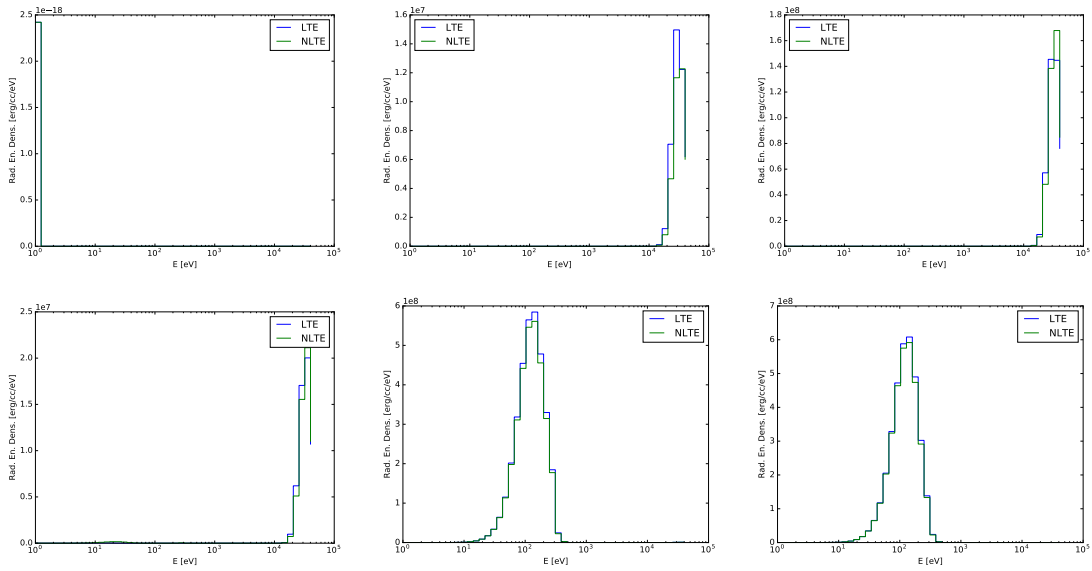 1e−18
2.5
2.0
1.5
1.0
0.5
0.0
Rad. En. Dens. [erg/cc/eV]
10^0 10^1 10^2 10^3 10^4 10^5
E [eV]
LTE
NLTE
1e7
1.6
1.4
1.2
1.0
0.8
0.6
0.4
0.2
0.0
Rad. En. Dens. [erg/cc/eV]
10^0 10^1 10^2 10^3 10^4 10^5
E [eV]
LTE
NLTE
1e8
1.8
1.6
1.4
1.2
1.0
0.8
0.6
0.4
0.2
0.0
Rad. En. Dens. [erg/cc/eV]
10^0 10^1 10^2 10^3 10^4 10^5
E [eV]
LTE
NLTE
1e7
2.5
2.0
1.5
1.0
0.5
0.0
Rad. En. Dens. [erg/cc/eV]
10^0 10^1 10^2 10^3 10^4 10^5
E [eV]
LTE
NLTE
1e8
6
5
4
3
2
1
0
Rad. En. Dens. [erg/cc/eV]
10^0 10^1 10^2 10^3 10^4 10^5
E [eV]
LTE
NLTE
1e8
7
6
5
4
3
2
1
0
Rad. En. Dens. [erg/cc/eV]
10^0 10^1 10^2 10^3 10^4 10^5
E [eV]
LTE
NLTE